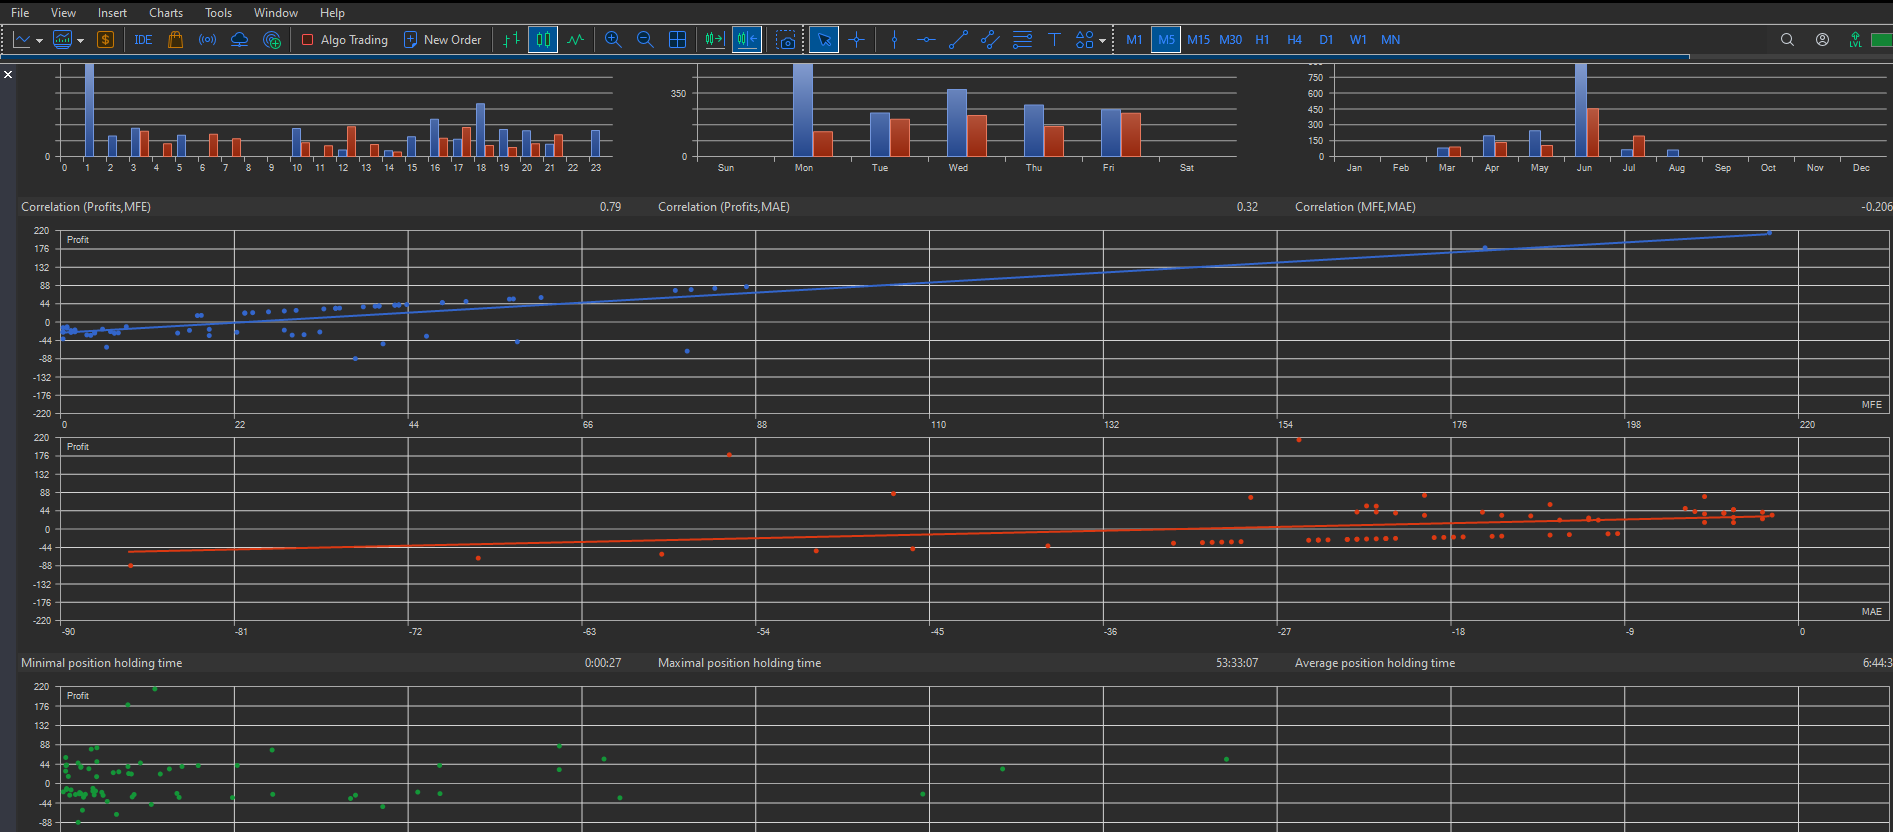 File View Insert Charts Tools Window Help
IDE Algo Trading New Order M1 M5 M15 M30 H1 H4 D1 W1 MN LVL
0
0 1 2 3 4 5 6 7 8 9 10 11 12 13 14 15 16 17 18 19 20 21 22 23
350
0
Sun Mon Tue Wed Thu Fri Sat
750
600
450
300
150
0
Jan Feb Mar Apr May Jun Jul Aug Sep Oct Nov Dec
Correlation (Profits,MFE) 0.79 Correlation (Profits,MAE) 0.32 Correlation (MFE,MAE) -0.206
220 Profit
176
132
88
44
0
-44
-88
-132
-176
-220 MFE
0 22 44 66 88 110 132 154 176 198 220
220 Profit
176
132
88
44
0
-44
-88
-132
-176
-220 MAE
-90 -81 -72 -63 -54 -45 -36 -27 -18 -9 0
Minimal position holding time 0:00:27 Maximal position holding time 53:33:07 Average position holding time 6:44:3
220 Profit
176
132
88
44
0
-44
-88